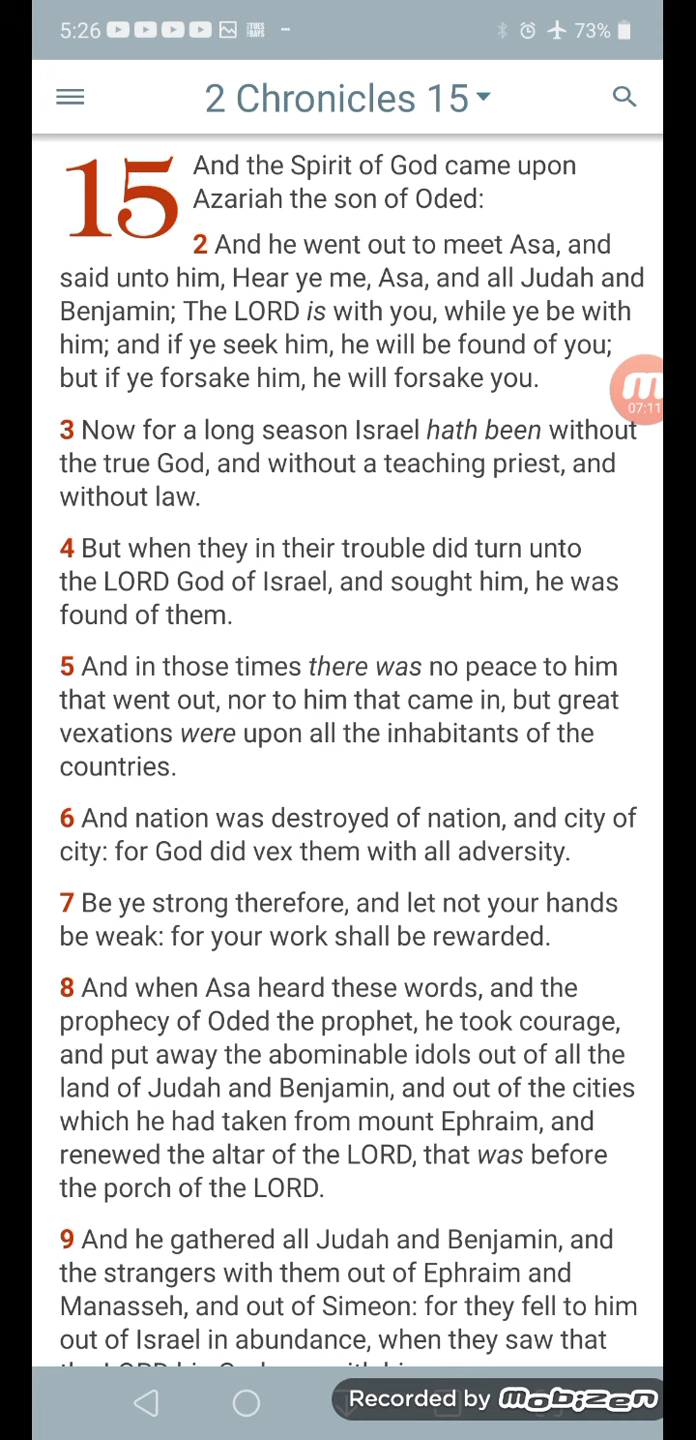 5:26
73%
2 Chronicles 15
15 And the Spirit of God came upon
Azariah the son of Oded:
2 And he went out to meet Asa, and
said unto him, Hear ye me, Asa, and all Judah and
Benjamin; The LORD is with you, while ye be with
him; and if ye seek him, he will be found of you;
but if ye forsake him, he will forsake you.
07:11
3 Now for a long season Israel hath been without
the true God, and without a teaching priest, and
without law.
4 But when they in their trouble did turn unto
the LORD God of Israel, and sought him, he was
found of them.
5 And in those times there was no peace to him
that went out, nor to him that came in, but great
vexations were upon all the inhabitants of the
countries.
6 And nation was destroyed of nation, and city of
city: for God did vex them with all adversity.
7 Be ye strong therefore, and let not your hands
be weak: for your work shall be rewarded.
8 And when Asa heard these words, and the
prophecy of Oded the prophet, he took courage,
and put away the abominable idols out of all the
land of Judah and Benjamin, and out of the cities
which he had taken from mount Ephraim, and
renewed the altar of the LORD, that was before
the porch of the LORD.
9 And he gathered all Judah and Benjamin, and
the strangers with them out of Ephraim and
Manasseh, and out of Simeon: for they fell to him
out of Israel in abundance, when they saw that
Recorded by Mobizen